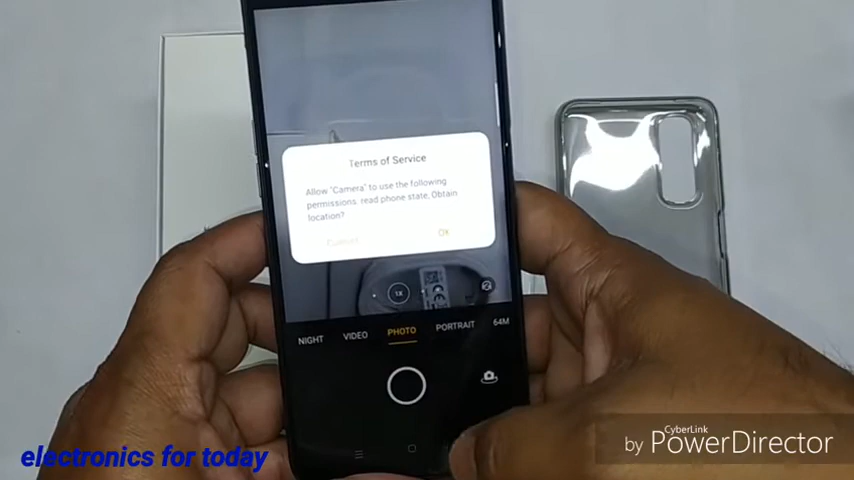 Terms of Service
Allow "Camera" to use the following
permissions: read phone state, Obtain
location?
Cancel
OK
1X
NIGHT
VIDEO
PHOTO
PORTRAIT
64M
electronics for today
CyberLink
by PowerDirector